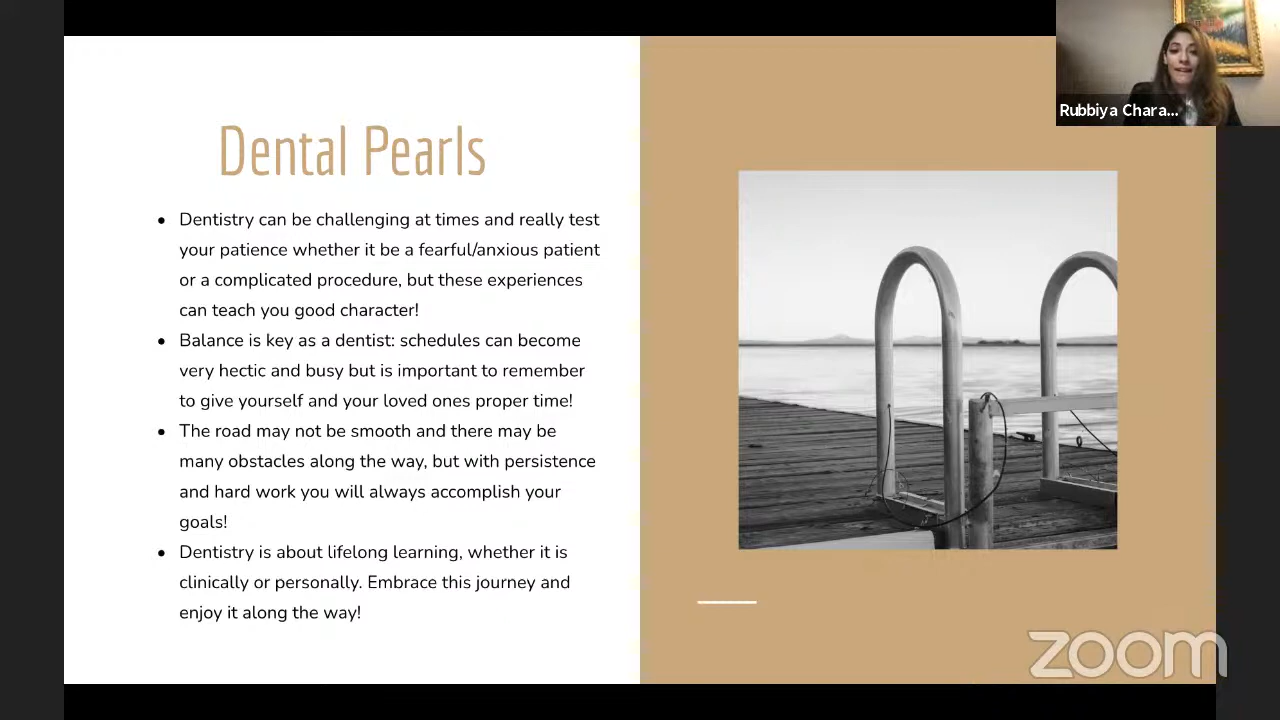 Dental Pearls
Dentistry can be challenging at times and really test
your patience whether it be a fearful/anxious patient
or a complicated procedure, but these experiences
can teach you good character!
Balance is key as a dentist: schedules can become
very hectic and busy but is important to remember
to give yourself and your loved ones proper time!
The road may not be smooth and there may be
many obstacles along the way, but with persistence
and hard work you will always accomplish your
goals!
Dentistry is about lifelong learning, whether it is
clinically or personally. Embrace this journey and
enjoy it along the way!
Rubbiya Chara...
zoom